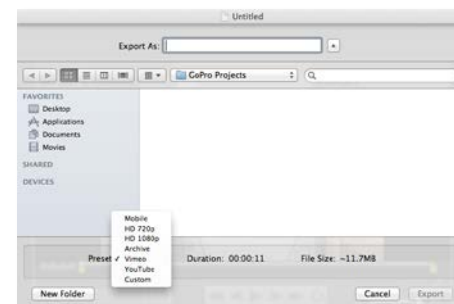 Untitled
Export As:
GoPro Projects
FAVORITES
Desktop
Applications
Documents
Movies
SHARED
DEVICES
Mobile
HD 720p
HD 1080p
Archive
Preset ✓ Vimeo Duration: 00:00:11 File Size: ~11.7MB
YouTube
Custom
New Folder Cancel Export